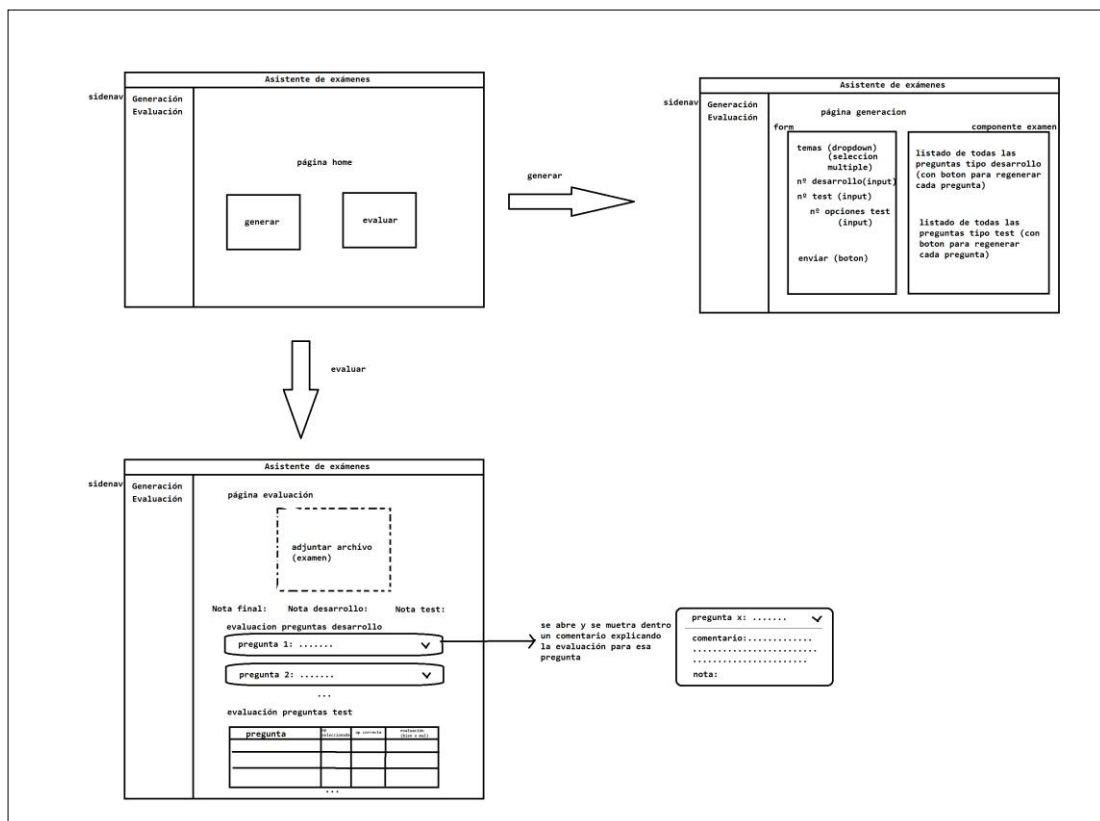 Asistente de exámenes
sidenav
Generación
Evaluación
página home
generar
evaluar
generar
Asistente de exámenes
sidenav
Generación
Evaluación
página generacion
form
temas (dropdown)
(seleccion
multiple)
nº desarrollo(input)
nº test (input)
nº opciones test
(input)
enviar (boton)
componente examen
listado de todas las
preguntas tipo desarrollo
(con boton para regenerar
cada pregunta)
listado de todas las
preguntas tipo test (con
boton para regenerar
cada pregunta)
evaluar
Asistente de exámenes
sidenav
Generación
Evaluación
página evaluación
adjuntar archivo
(examen)
Nota final: Nota desarrollo: Nota test:
evaluacion preguntas desarrollo
pregunta 1: .......
pregunta 2: .......
...
evaluación preguntas test
pregunta
op
seleccionada
op correcta
evaluación
(bien o mal)
...
se abre y se muetra dentro
un comentario explicando
la evaluación para esa
pregunta
pregunta x: .......
comentario:.............
.........................
.......................
nota: